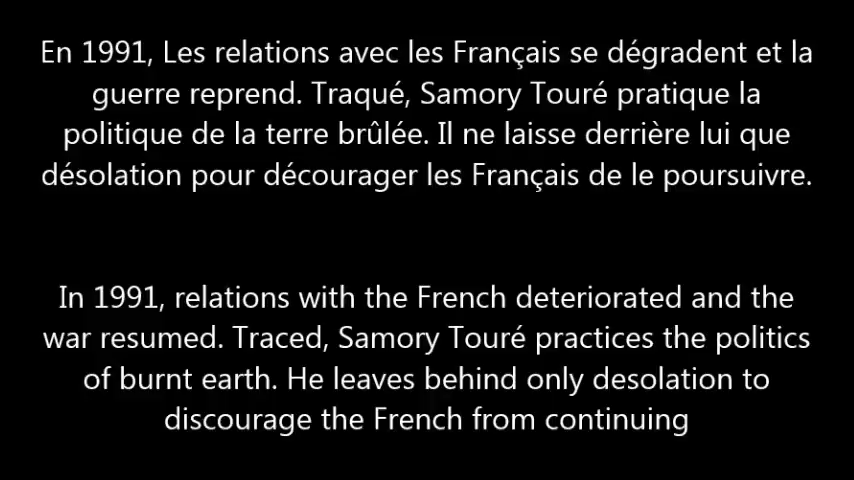 En 1991, Les relations avec les Français se dégradent et la
guerre reprend. Traqué, Samory Touré pratique la
politique de la terre brûlée. Il ne laisse derrière lui que
désolation pour décourager les Français de le poursuivre.
In 1991, relations with the French deteriorated and the
war resumed. Traced, Samory Touré practices the politics
of burnt earth. He leaves behind only desolation to
discourage the French from continuing